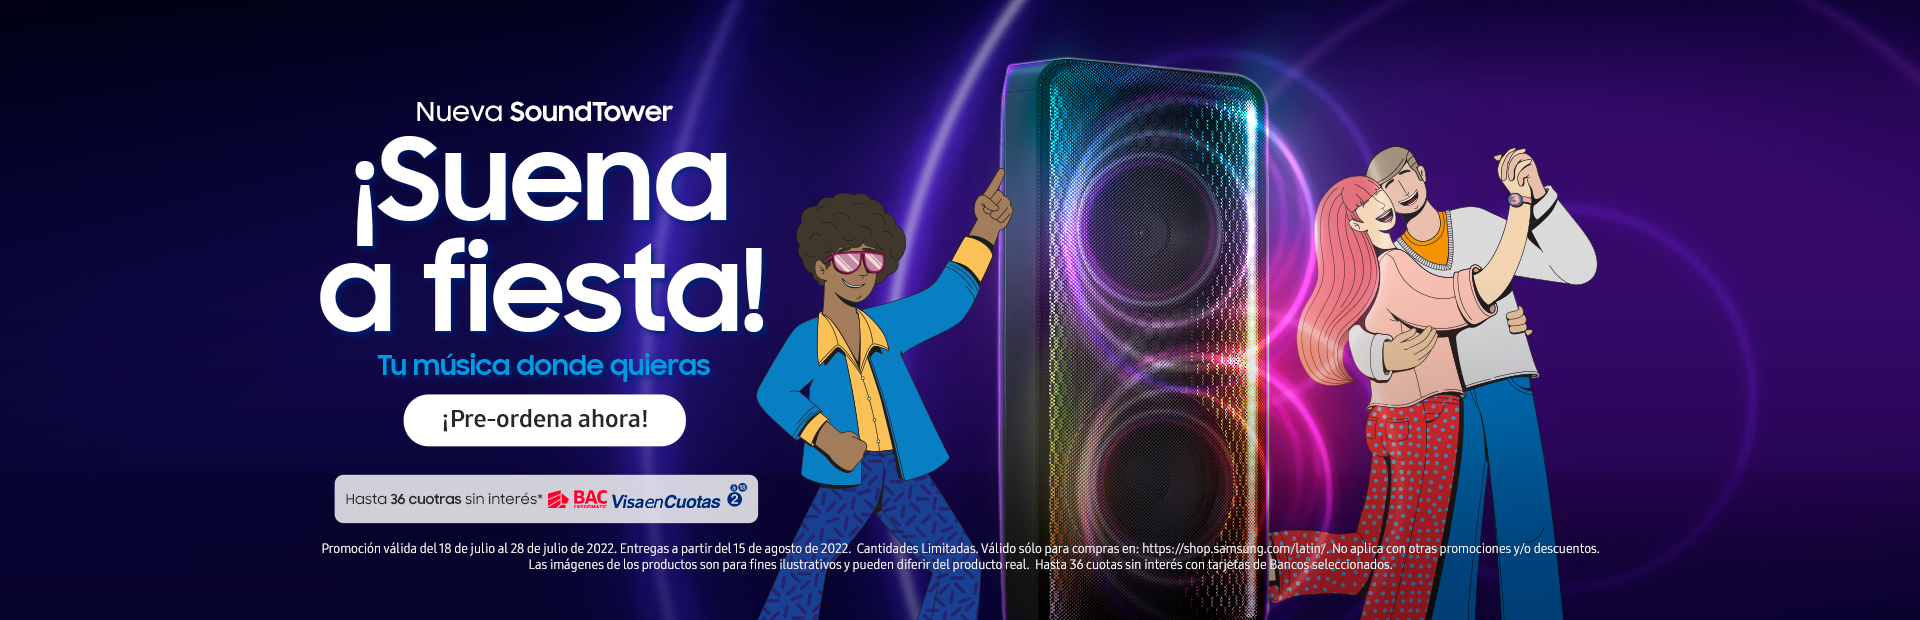 Nueva SoundTower
¡Suena
a fiesta!
Tu música donde quieras
¡Pre-ordena ahora!
Hasta 36 cuotras sin interés* BAC CREDOMATIC VisaenCuotas 2
Promoción válida del 18 de julio al 28 de julio de 2022. Entregas a partir del 15 de agosto de 2022. Cantidades Limitadas. Válido sólo para compras en: https://shop.samsung.com/latin/. No aplica con otras promociones y/o descuentos.
Las imágenes de los productos son para fines ilustrativos y pueden diferir del producto real. Hasta 36 cuotas sin interés con tarjetas de Bancos seleccionados.